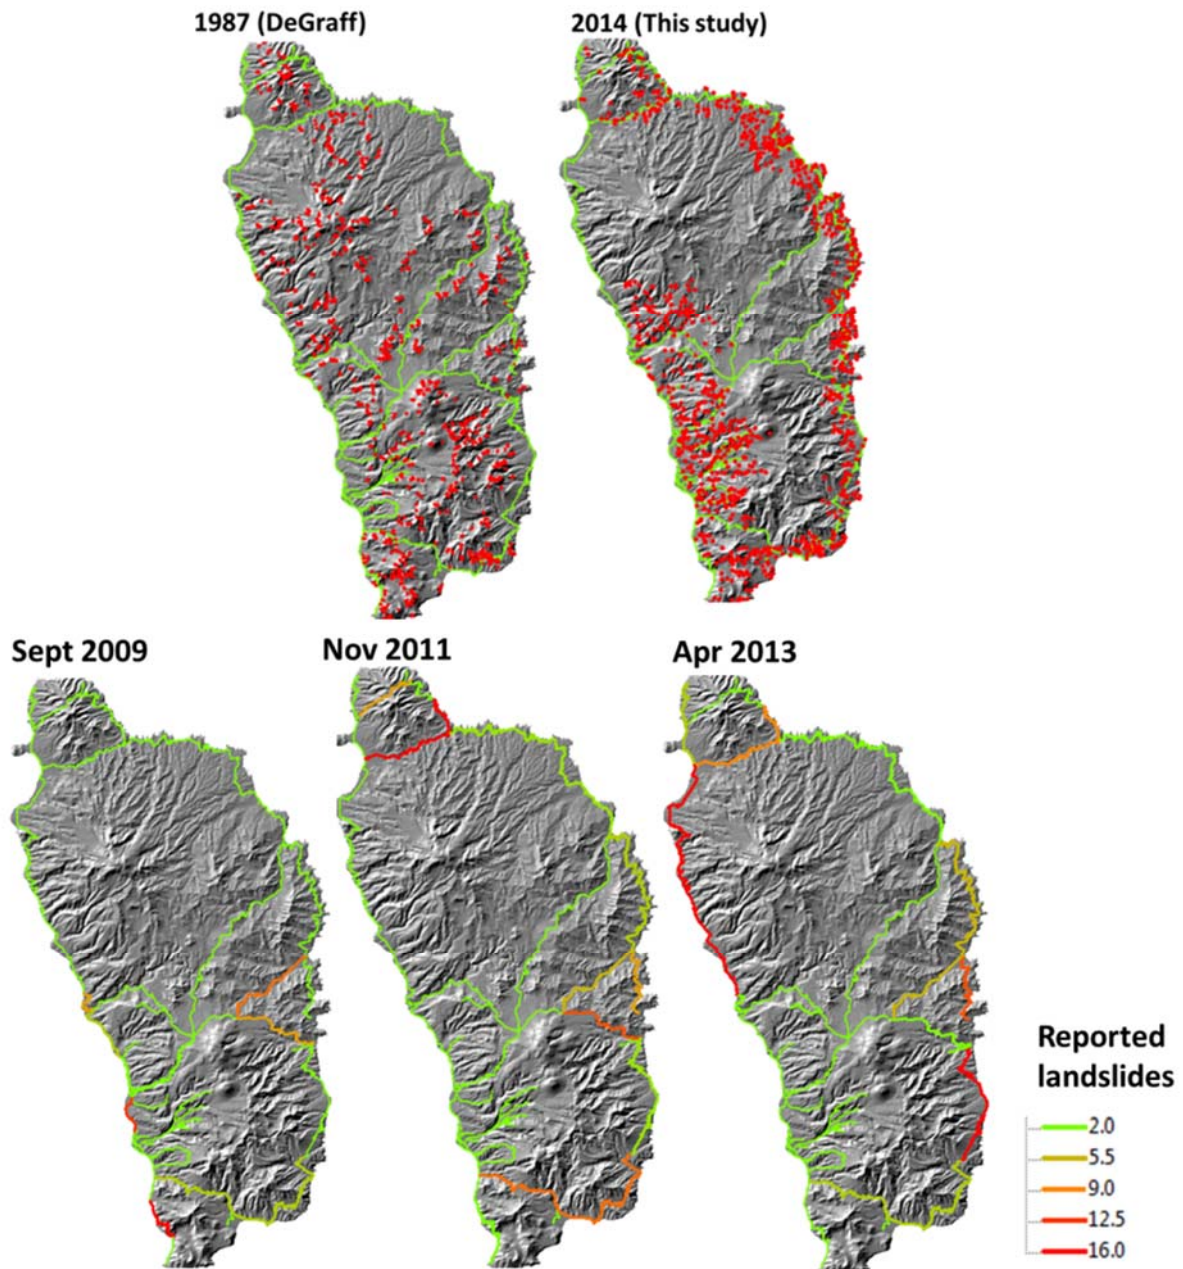 1987 (DeGraff)
2014 (This study)
Sept 2009
Nov 2011
Apr 2013
Reported
landslides
2.0
5.5
9.0
12.5
16.0